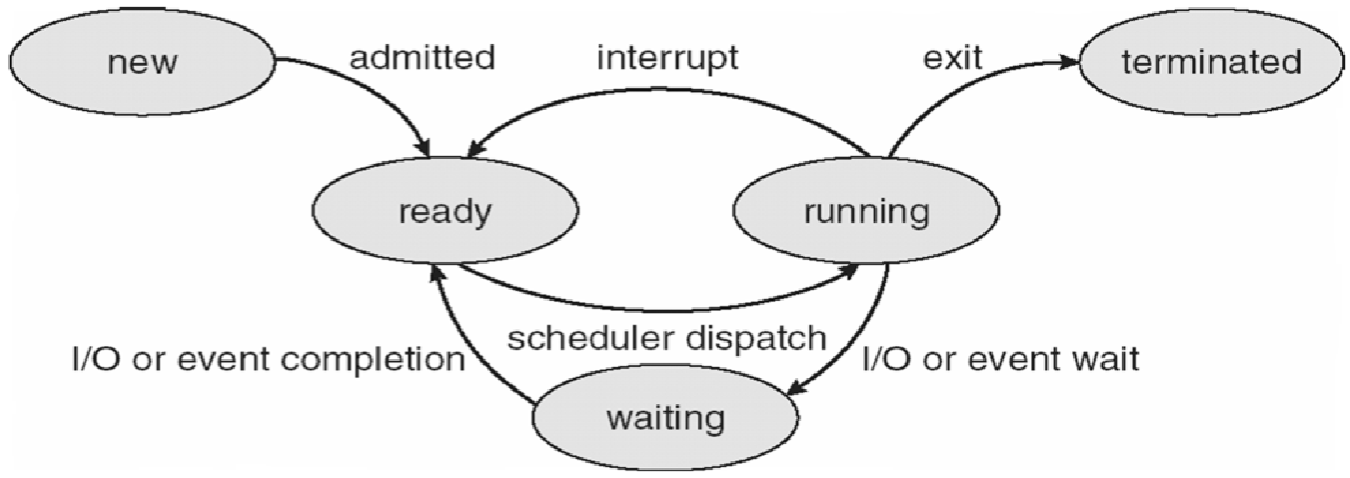 new
admitted
interrupt
exit
terminated
ready
running
scheduler dispatch
I/O or event completion
I/O or event wait
waiting